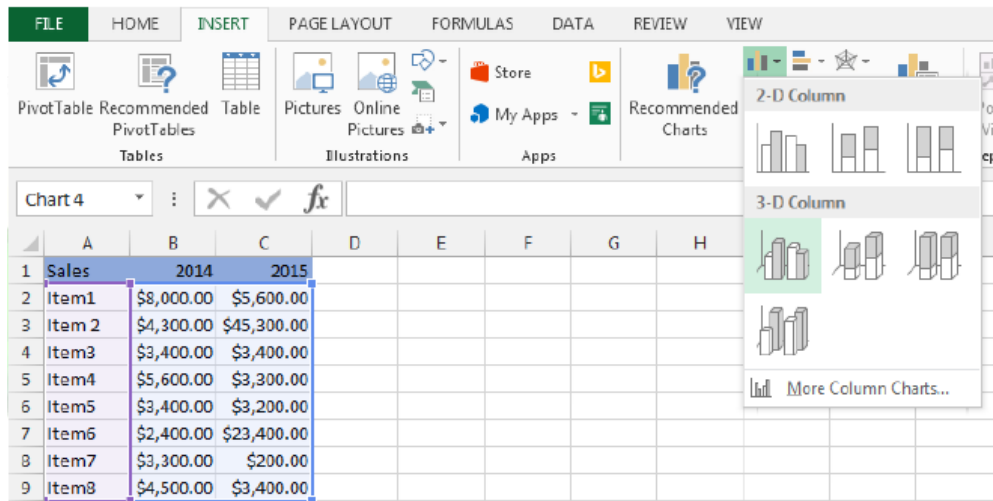 FILE HOME INSERT PAGE LAYOUT FORMULAS DATA REVIEW VIEW
PivotTable Recommended PivotTables Table
Tables
Pictures Online Pictures
Illustrations
Store
My Apps
Apps
Recommended Charts
2-D Column
3-D Column
More Column Charts...
Chart 4 fx
A B C D E F G H
1 Sales 2014 2015
2 Item1 $8,000.00 $5,600.00
3 Item 2 $4,300.00 $45,300.00
4 Item3 $3,400.00 $3,400.00
5 Item4 $5,600.00 $3,300.00
6 Item5 $3,400.00 $3,200.00
7 Item6 $2,400.00 $23,400.00
8 Item7 $3,300.00 $200.00
9 Item8 $4,500.00 $3,400.00